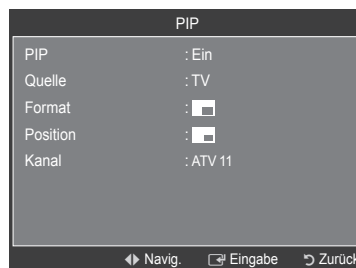 PIP
PIP : Ein
Quelle : TV
Format :
Position :
Kanal : ATV 11
Navig. Eingabe Zurück